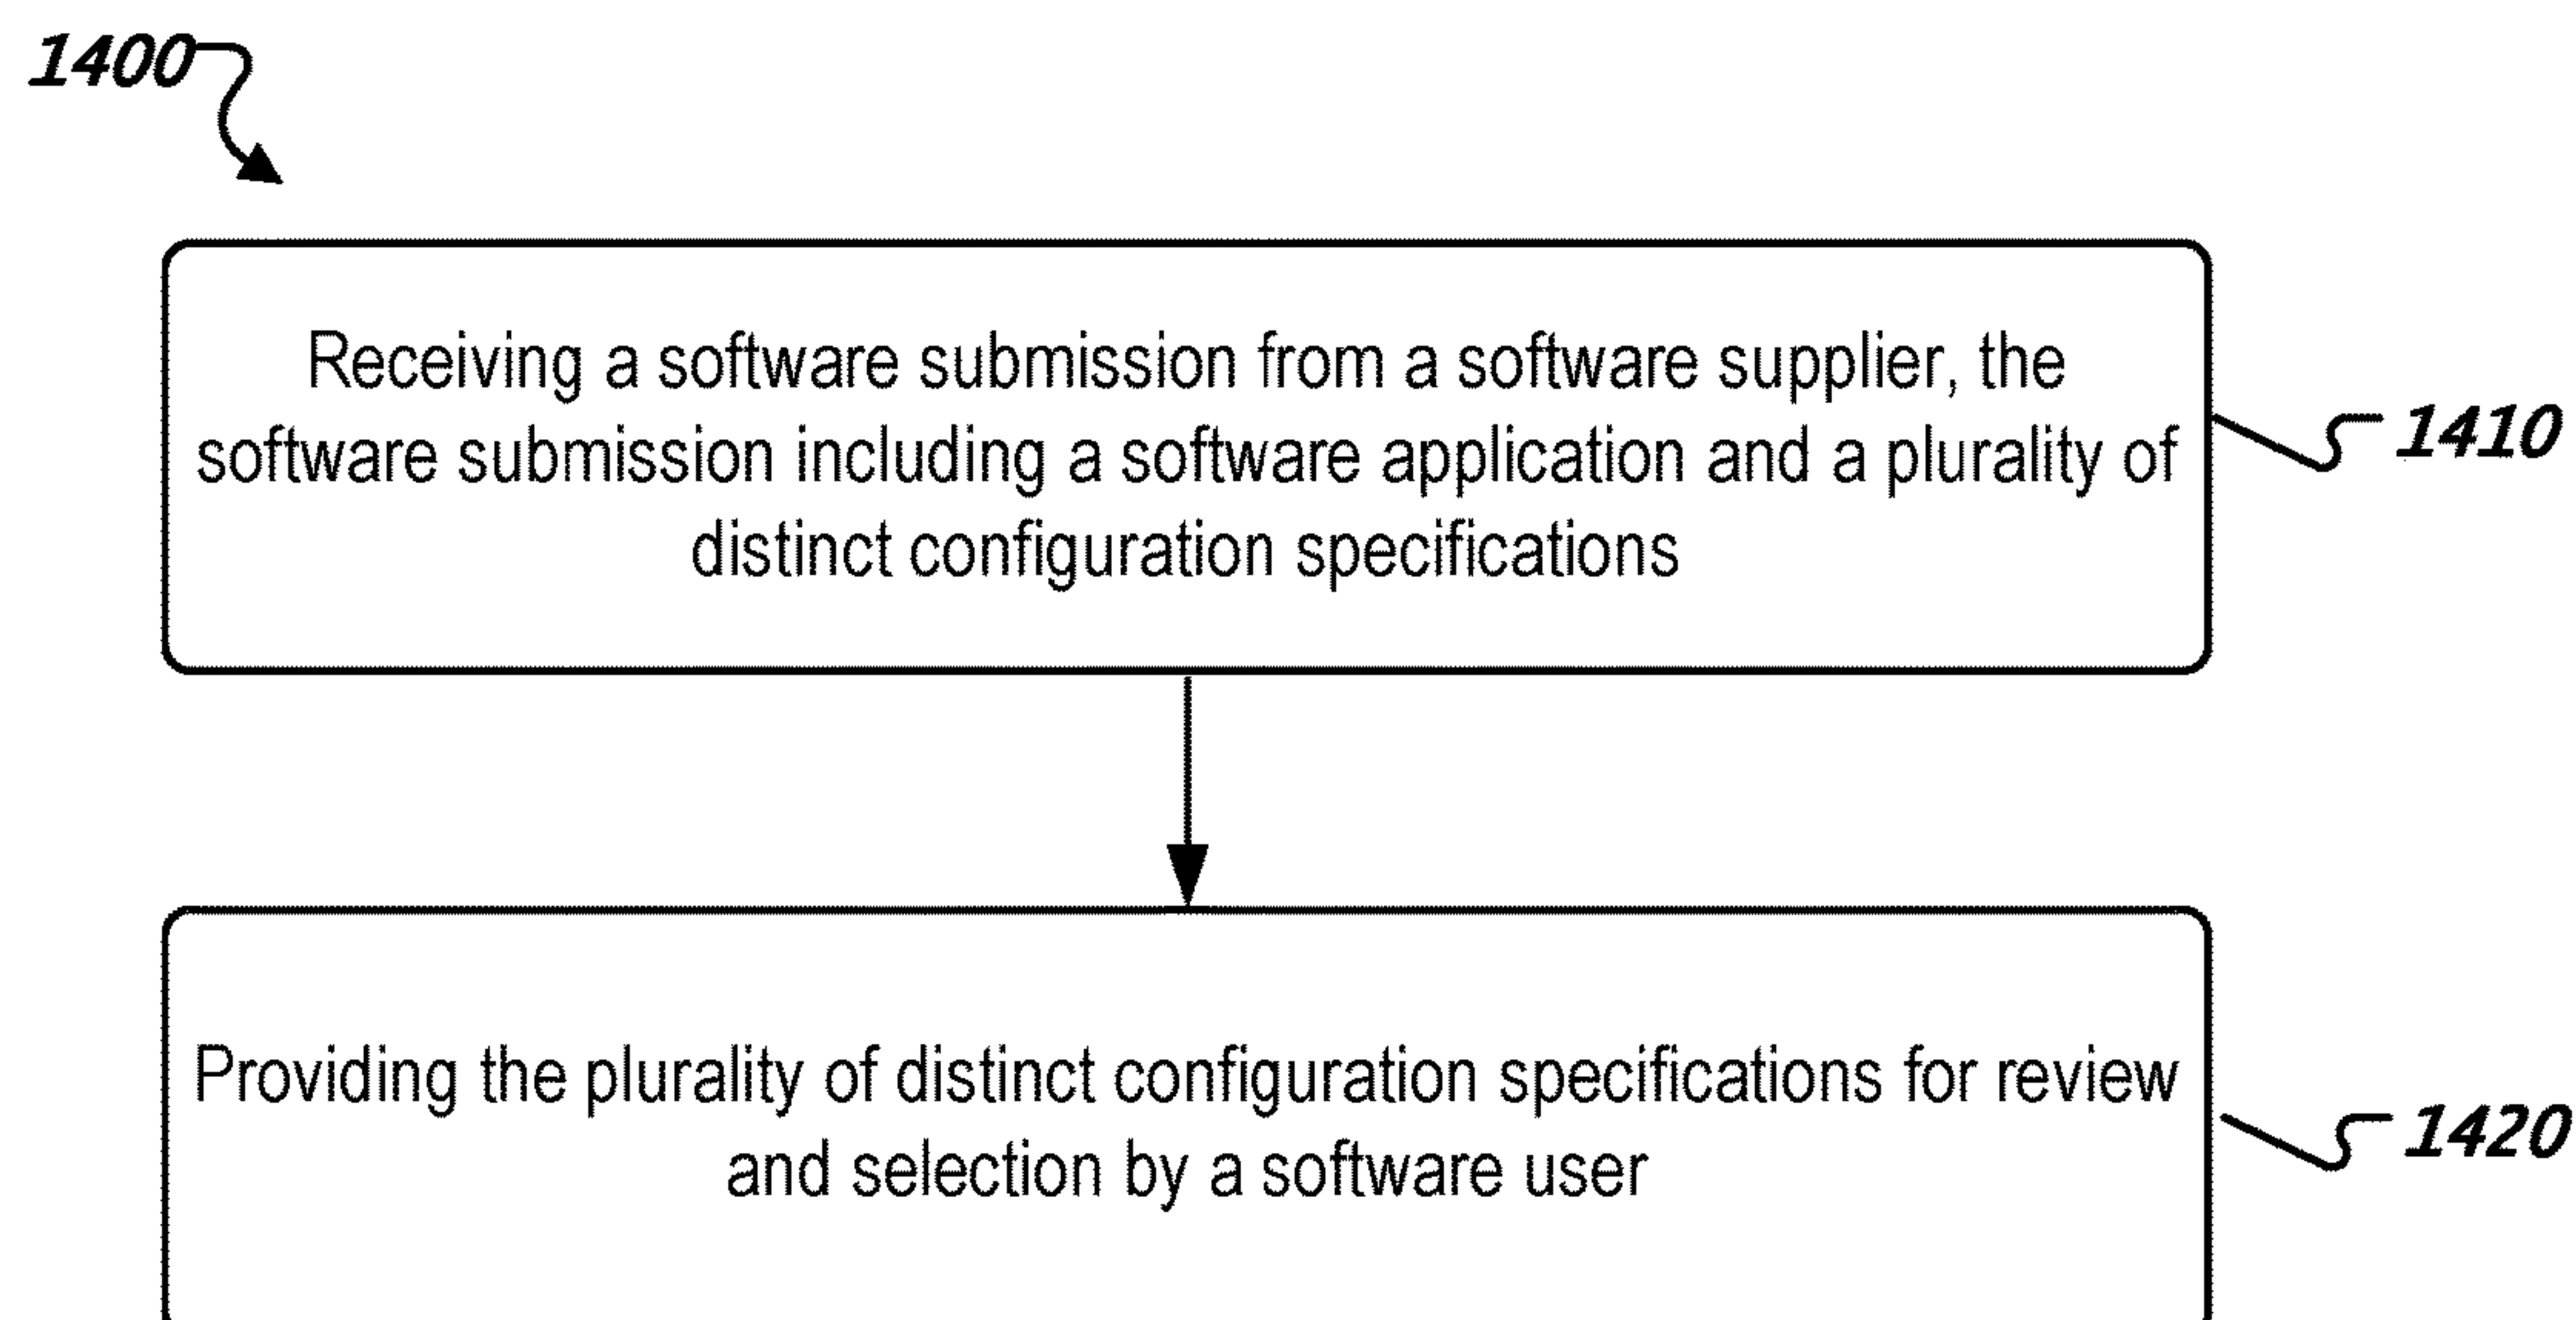 1400
Receiving a software submission from a software supplier, the
software submission including a software application and a plurality of
distinct configuration specifications
1410
Providing the plurality of distinct configuration specifications for review
and selection by a software user
1420